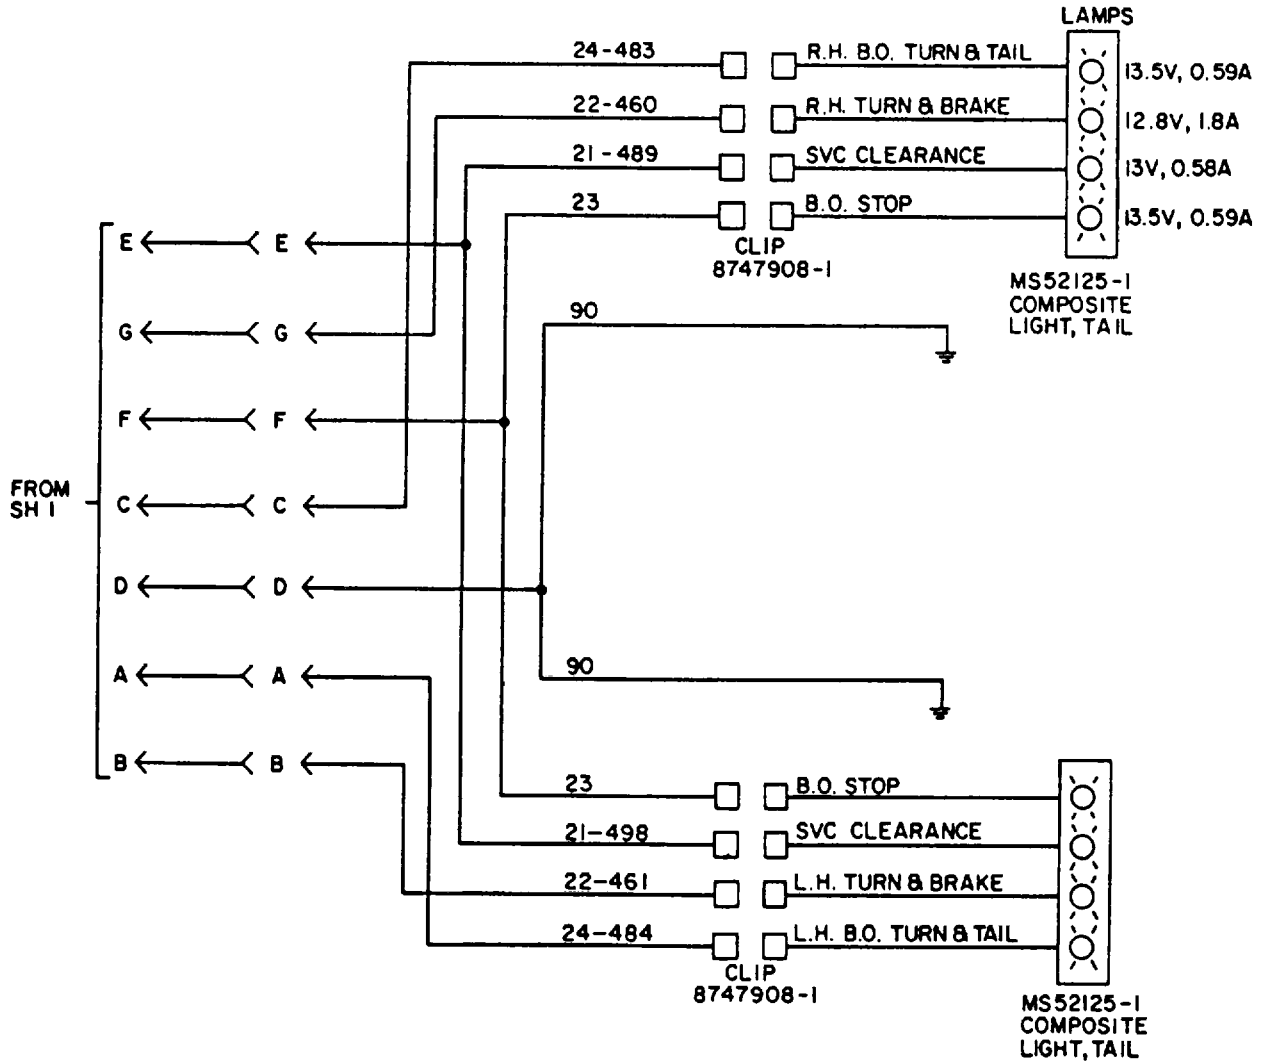 LAMPS
24-483
R.H. B.O. TURN & TAIL
13.5V, 0.59A
22-460
R.H. TURN & BRAKE
12.8V, 1.8A
21-489
SVC CLEARANCE
13V, 0.58A
23
B.O. STOP
13.5V, 0.59A
CLIP
8747908-1
MS52125-1
COMPOSITE
LIGHT, TAIL
E E
G G
F F
C C
D D
A A
B B
FROM
SH 1
90
90
23
B.O. STOP
21-498
SVC CLEARANCE
22-461
L.H. TURN & BRAKE
24-484
L.H. B.O. TURN & TAIL
CLIP
8747908-1
MS52125-1
COMPOSITE
LIGHT, TAIL